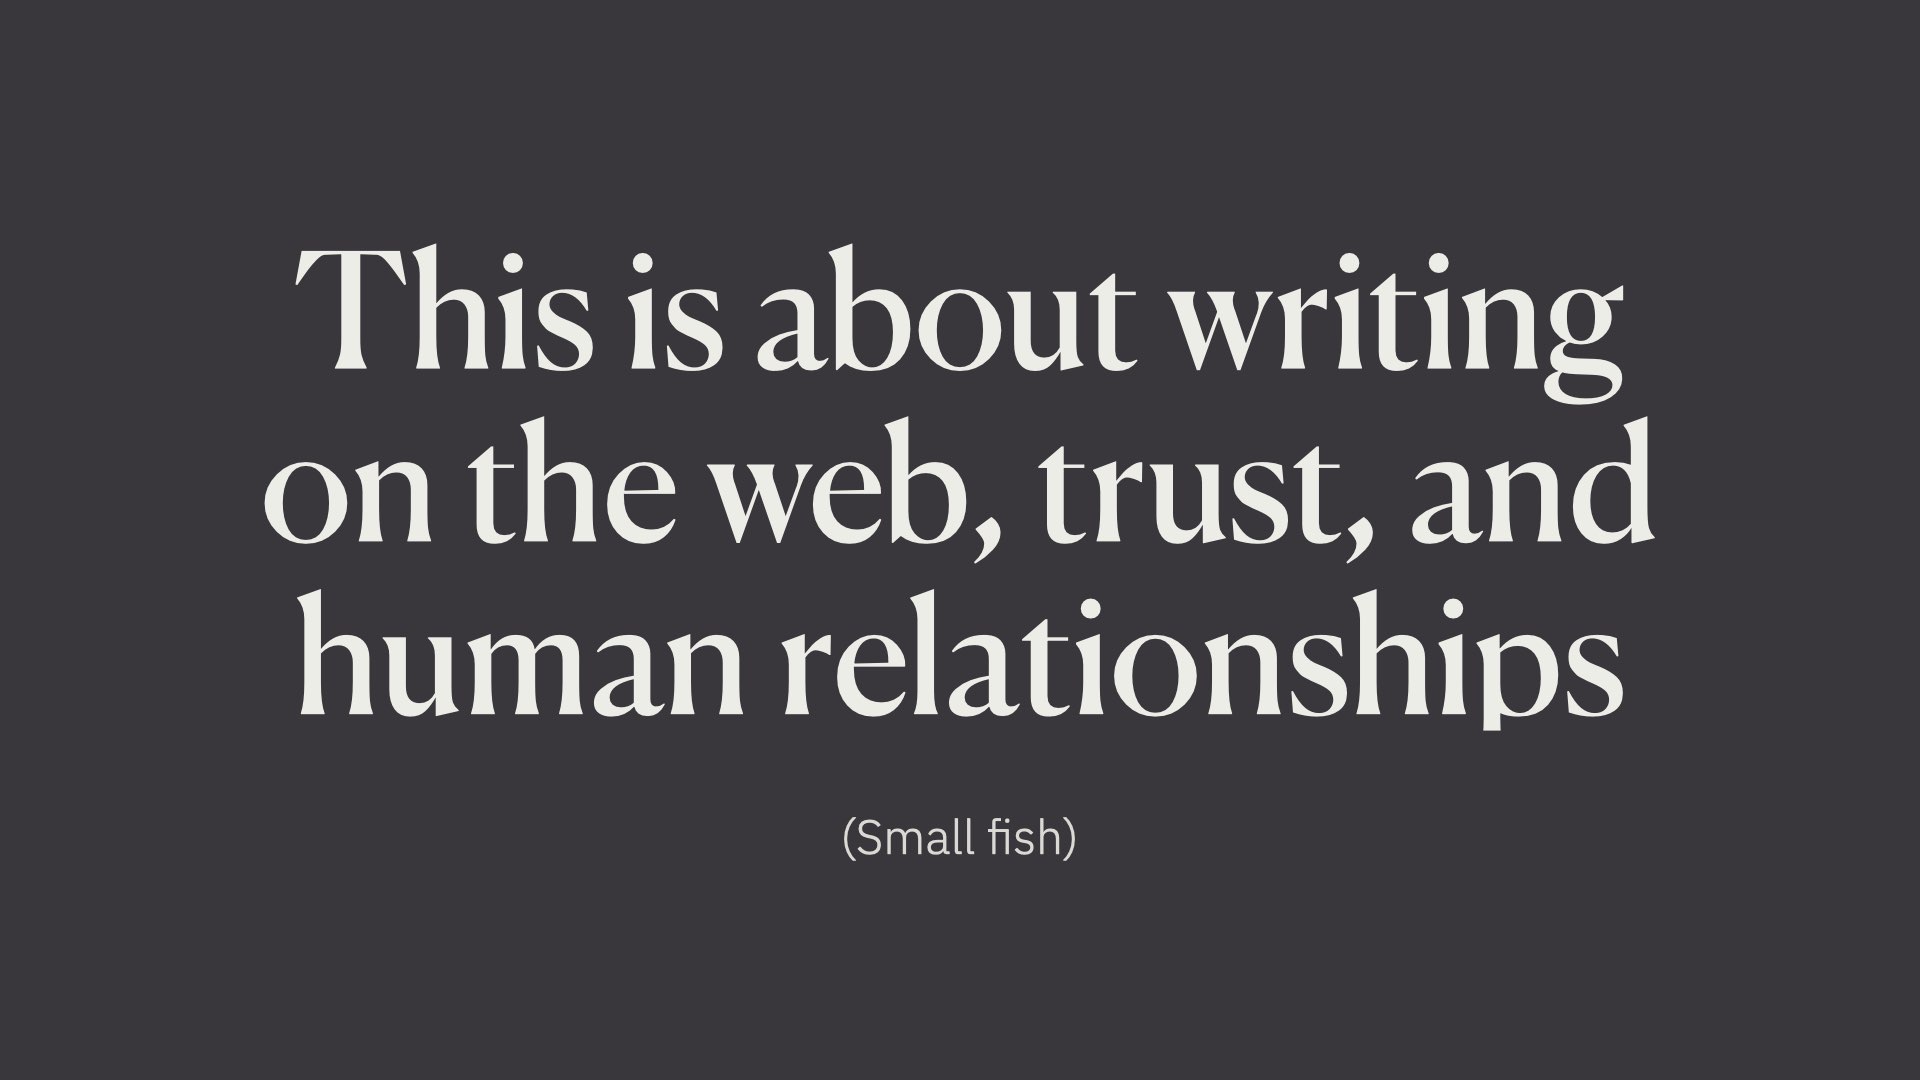 This is about writing
on the web, trust, and
human relationships
(Small fish)